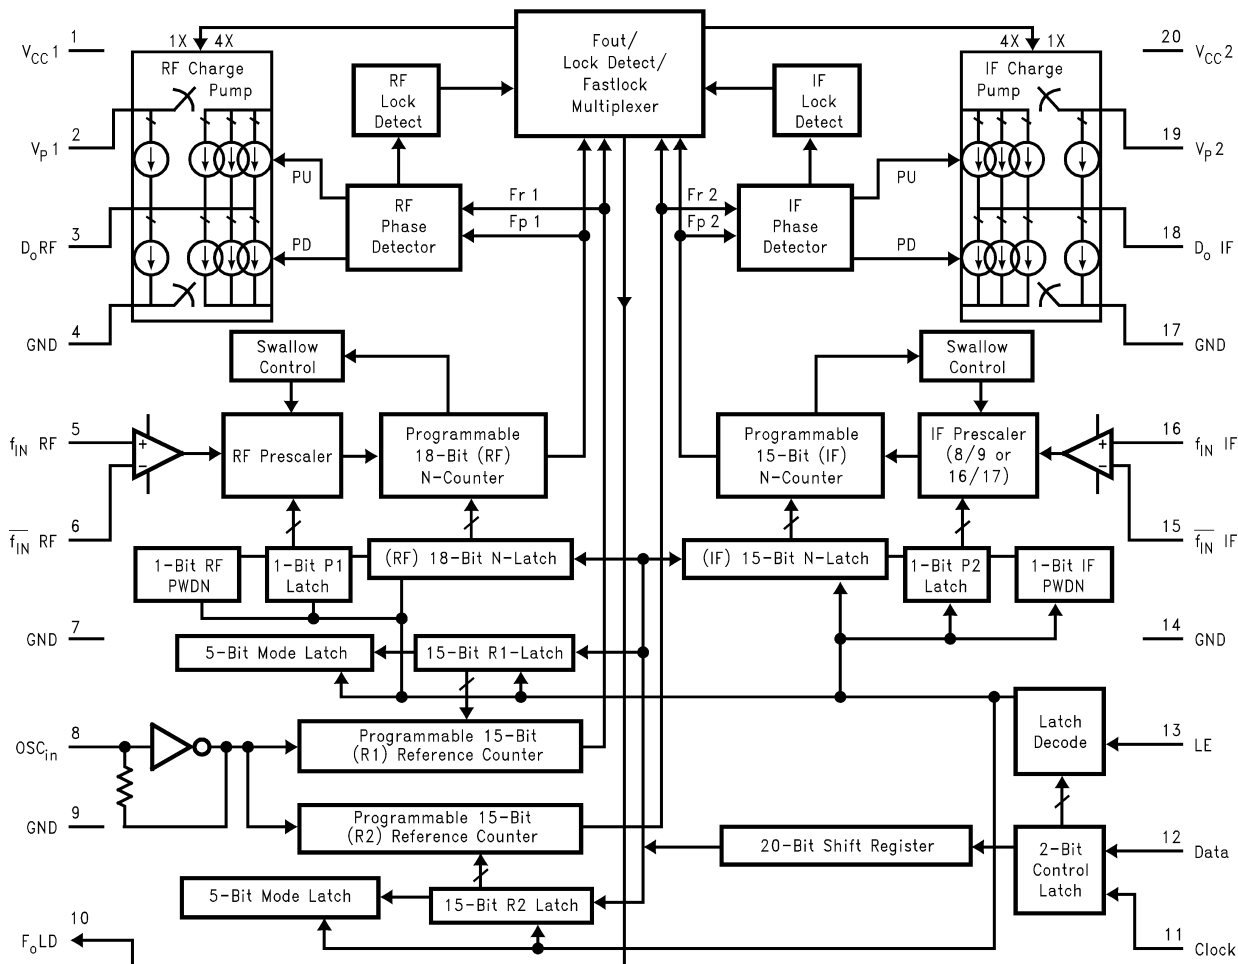 1
V_CC 1
2
V_P 1
3
D_o RF
4
GND
5
f_IN RF
6
f̅_I̅N̅ RF
7
GND
8
OSC_in
9
GND
10
F_oLD
1X 4X
RF Charge
Pump
RF
Lock
Detect
Fout/
Lock Detect/
Fastlock
Multiplexer
IF
Lock
Detect
4X 1X
IF Charge
Pump
PU
PD
RF
Phase
Detector
Fr 1
Fp 1
Fr 2
Fp 2
IF
Phase
Detector
PU
PD
Swallow
Control
+
−
RF Prescaler
Programmable
18-Bit (RF)
N-Counter
Programmable
15-Bit (IF)
N-Counter
Swallow
Control
IF Prescaler
(8/9 or
16/17)
+
−
1-Bit RF
PWDN
1-Bit P1
Latch
(RF) 18-Bit N-Latch
(IF) 15-Bit N-Latch
1-Bit P2
Latch
1-Bit IF
PWDN
5-Bit Mode Latch
15-Bit R1-Latch
Programmable 15-Bit
(R1) Reference Counter
Programmable 15-Bit
(R2) Reference Counter
5-Bit Mode Latch
15-Bit R2 Latch
20-Bit Shift Register
Latch
Decode
2-Bit
Control
Latch
20
V_CC 2
19
V_P 2
18
D_o IF
17
GND
16
f_IN IF
15
f̅_I̅N̅ IF
14
GND
13
LE
12
Data
11
Clock